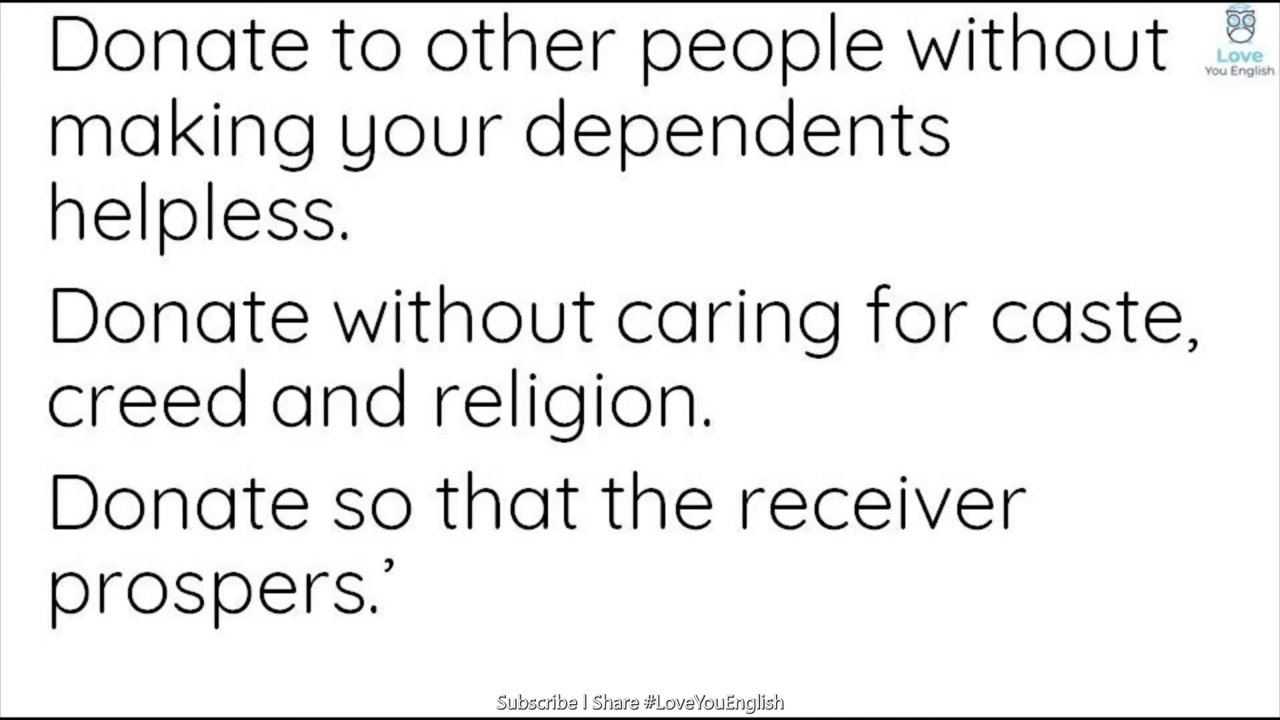 Donate to other people without
making your dependents
helpless.
Donate without caring for caste,
creed and religion.
Donate so that the receiver
prospers.’
Love
You English
Subscribe | Share #LoveYouEnglish